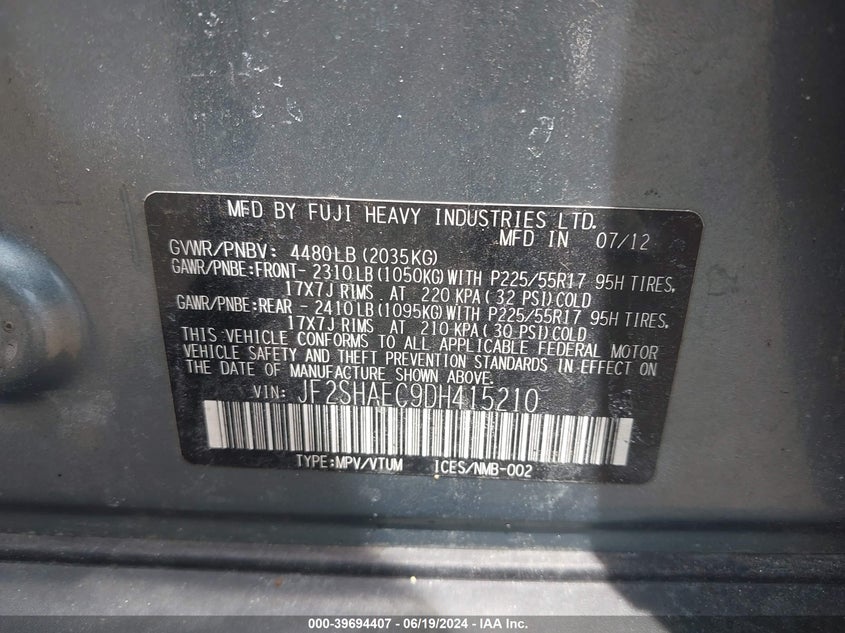 MFD BY FUJI HEAVY INDUSTRIES LTD.
MFD IN 07/12
GVWR/PNBV: 4480LB (2035KG)
GAWR/PNBE:FRONT- 2310LB (1050KG) WITH P225/55R17 95H TIRES,
17X7J RIMS AT 220 KPA ( 32 PSI) COLD
GAWR/PNBE:REAR - 2410LB (1095KG) WITH P225/55R17 95H TIRES,
17X7J RIMS AT 210 KPA ( 30 PSI) COLD.
THIS VEHICLE CONFORMS TO ALL APPLICABLE FEDERAL MOTOR
VEHICLE SAFETY AND THEFT PREVENTION STANDARDS IN EFFECT ON
THE DATE OF MANUFACTURE SHOWN ABOVE.
VIN: JF2SHAEC9DH415210
TYPE:MPV/VTUM ICES/NMB-002
000-39694407 - 06/19/2024 - IAA Inc.